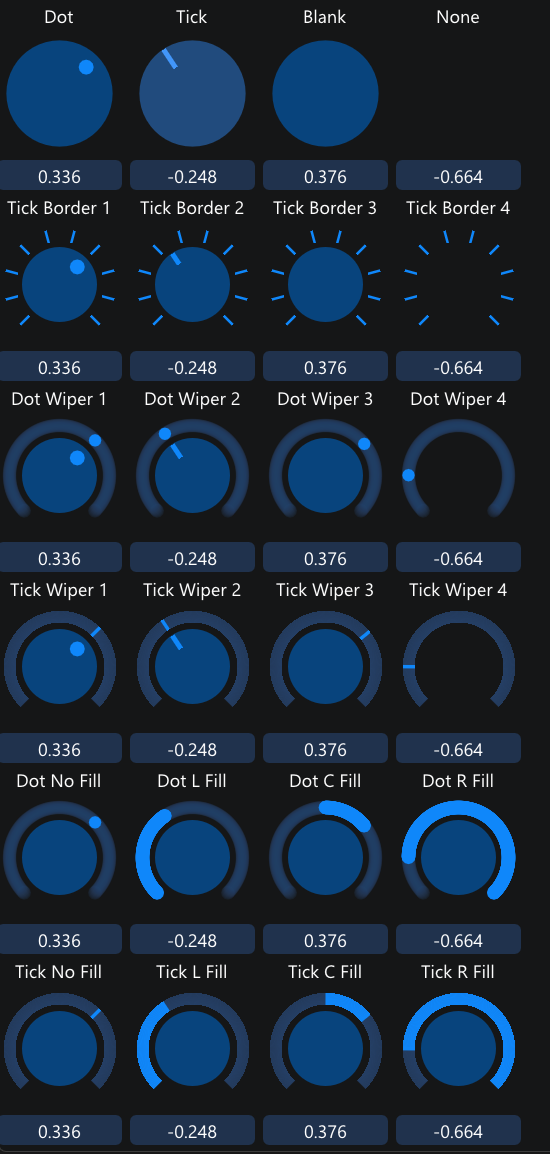 Dot Tick Blank None
0.336 -0.248 0.376 -0.664
Tick Border 1 Tick Border 2 Tick Border 3 Tick Border 4
0.336 -0.248 0.376 -0.664
Dot Wiper 1 Dot Wiper 2 Dot Wiper 3 Dot Wiper 4
0.336 -0.248 0.376 -0.664
Tick Wiper 1 Tick Wiper 2 Tick Wiper 3 Tick Wiper 4
0.336 -0.248 0.376 -0.664
Dot No Fill Dot L Fill Dot C Fill Dot R Fill
0.336 -0.248 0.376 -0.664
Tick No Fill Tick L Fill Tick C Fill Tick R Fill
0.336 -0.248 0.376 -0.664